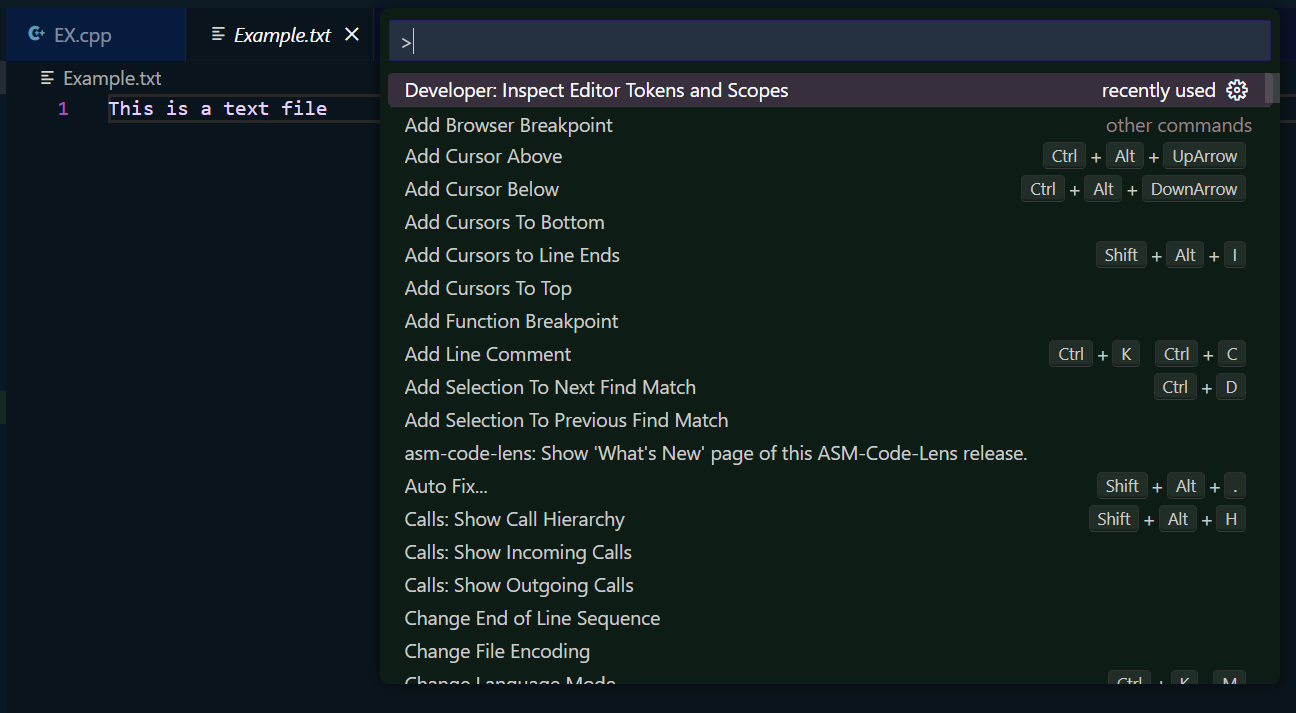 EX.cpp
Example.txt
>
Example.txt
1 This is a text file
Developer: Inspect Editor Tokens and Scopes recently used
Add Browser Breakpoint other commands
Add Cursor Above Ctrl + Alt + UpArrow
Add Cursor Below Ctrl + Alt + DownArrow
Add Cursors To Bottom
Add Cursors to Line Ends Shift + Alt + I
Add Cursors To Top
Add Function Breakpoint
Add Line Comment Ctrl + K Ctrl + C
Add Selection To Next Find Match Ctrl + D
Add Selection To Previous Find Match
asm-code-lens: Show 'What's New' page of this ASM-Code-Lens release.
Auto Fix... Shift + Alt + .
Calls: Show Call Hierarchy Shift + Alt + H
Calls: Show Incoming Calls
Calls: Show Outgoing Calls
Change End of Line Sequence
Change File Encoding
Change Language Mode Ctrl + K M